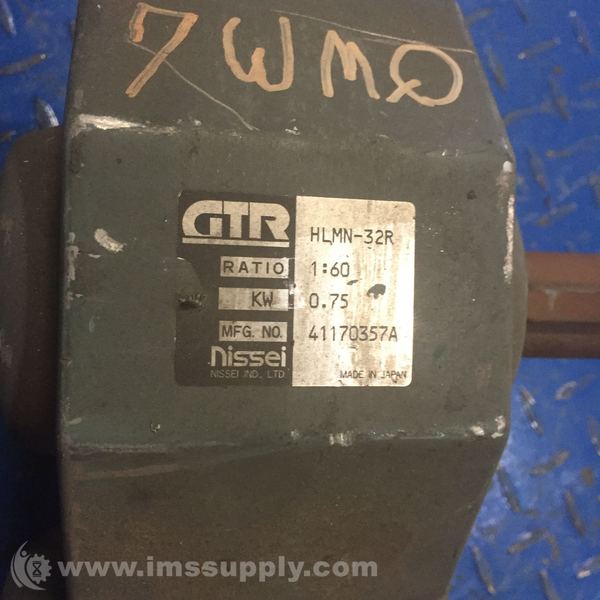 7WMQ
GTR
HLMN-32R
RATIO 1:60
KW 0.75
MFG. NO. 41170357A
nissei
NISSEI IND., LTD. MADE IN JAPAN
www.imssupply.com